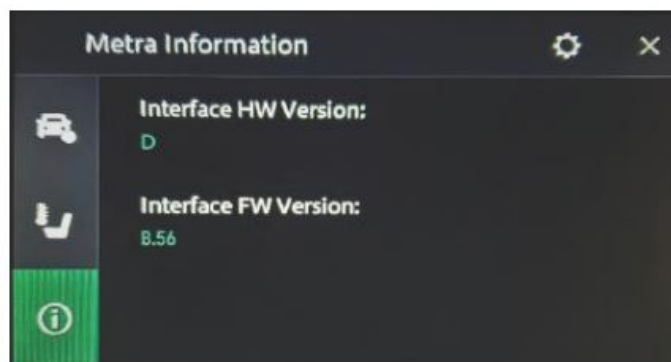 Metra Information
Interface HW Version:
D
Interface FW Version:
B.56